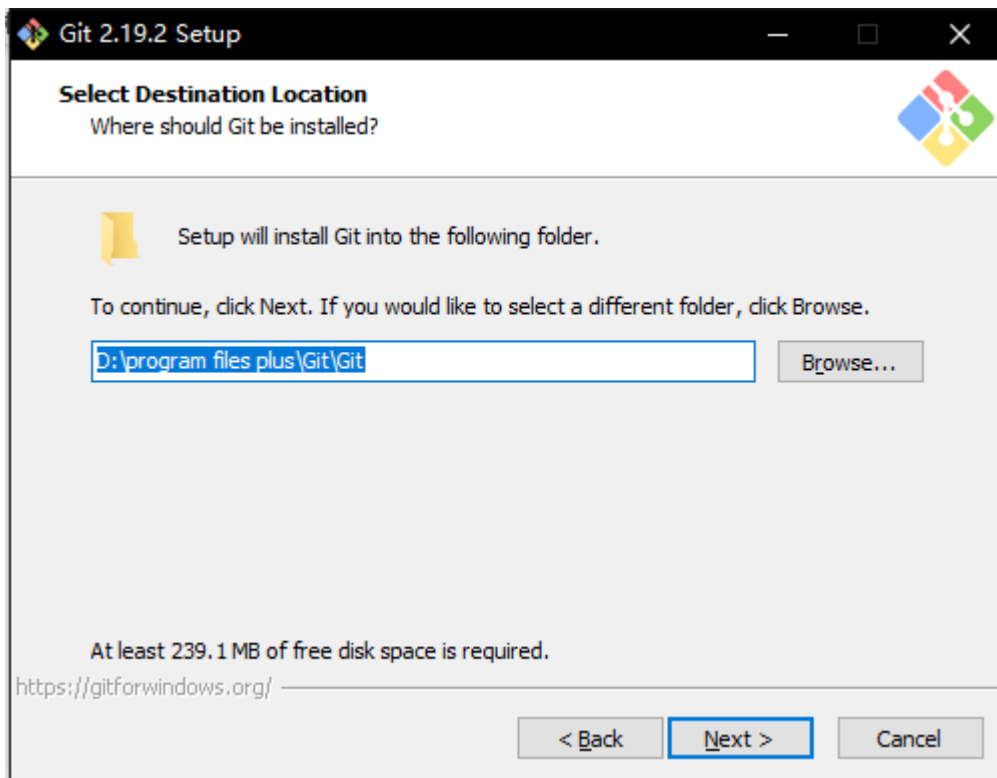 Git 2.19.2 Setup
Select Destination Location
Where should Git be installed?
Setup will install Git into the following folder.
To continue, click Next. If you would like to select a different folder, click Browse.
D:\program files plus\Git\Git
Browse...
At least 239.1 MB of free disk space is required.
https://gitforwindows.org/
< Back
Next >
Cancel